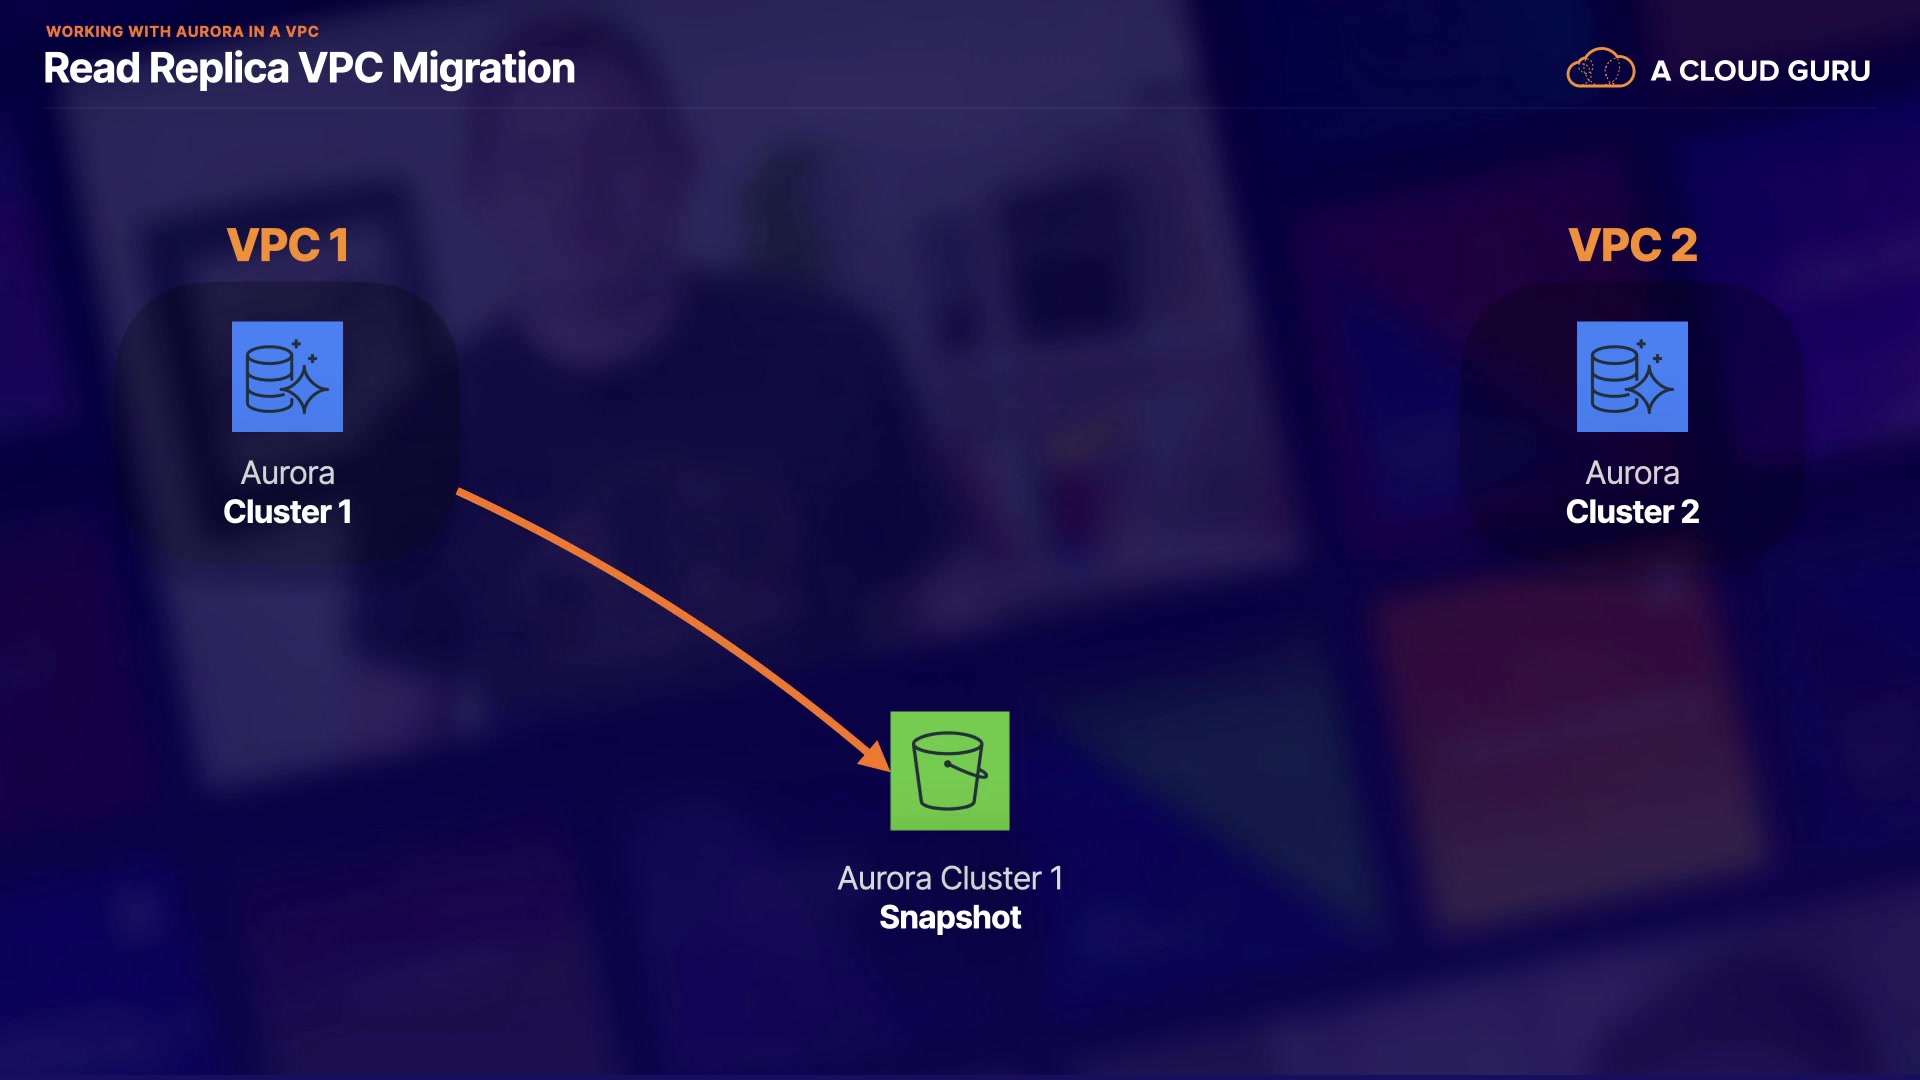 WORKING WITH AURORA IN A VPC
Read Replica VPC Migration
A CLOUD GURU
VPC 1
Aurora
Cluster 1
VPC 2
Aurora
Cluster 2
Aurora Cluster 1
Snapshot